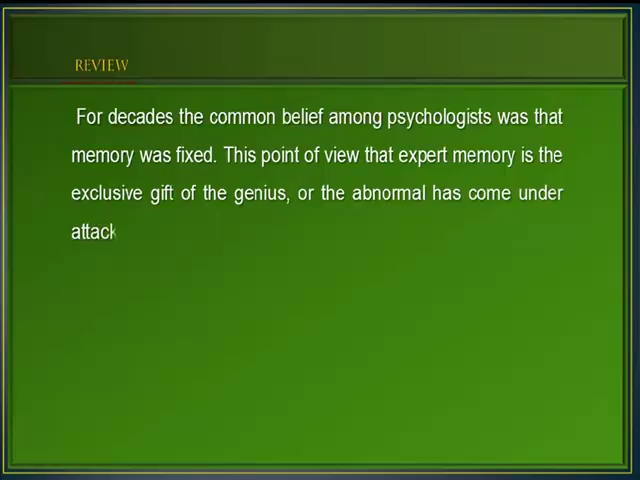 REVIEW
For decades the common belief among psychologists was that
memory was fixed. This point of view that expert memory is the
exclusive gift of the genius, or the abnormal has come under
attack